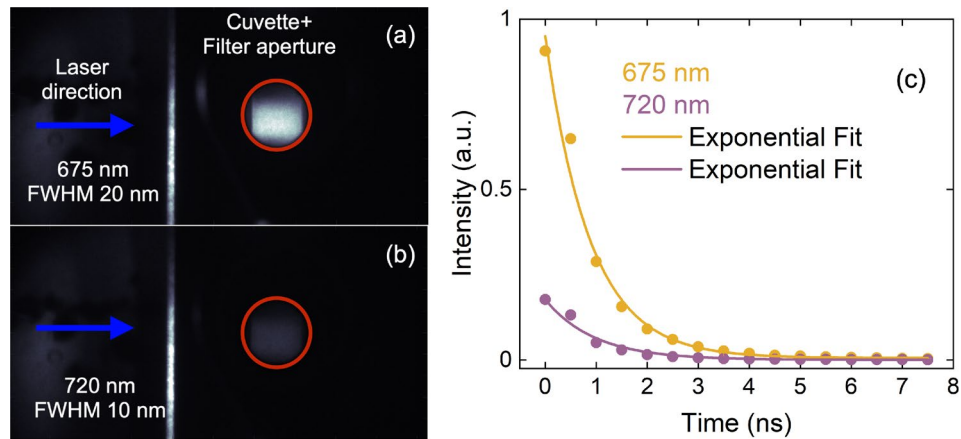 Cuvette+
Filter aperture
(a)
Laser
direction
675 nm
FWHM 20 nm
(b)
720 nm
FWHM 10 nm
(c)
675 nm
720 nm
Exponential Fit
Exponential Fit
Intensity (a.u.)
1
0.5
0
0 1 2 3 4 5 6 7 8
Time (ns)